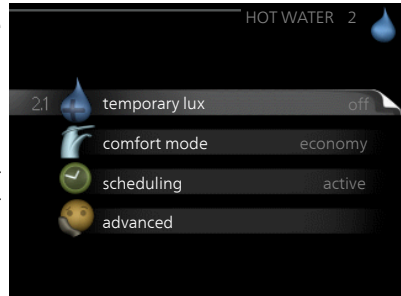 HOT WATER 2
2.1 temporary lux off
comfort mode economy
scheduling active
advanced